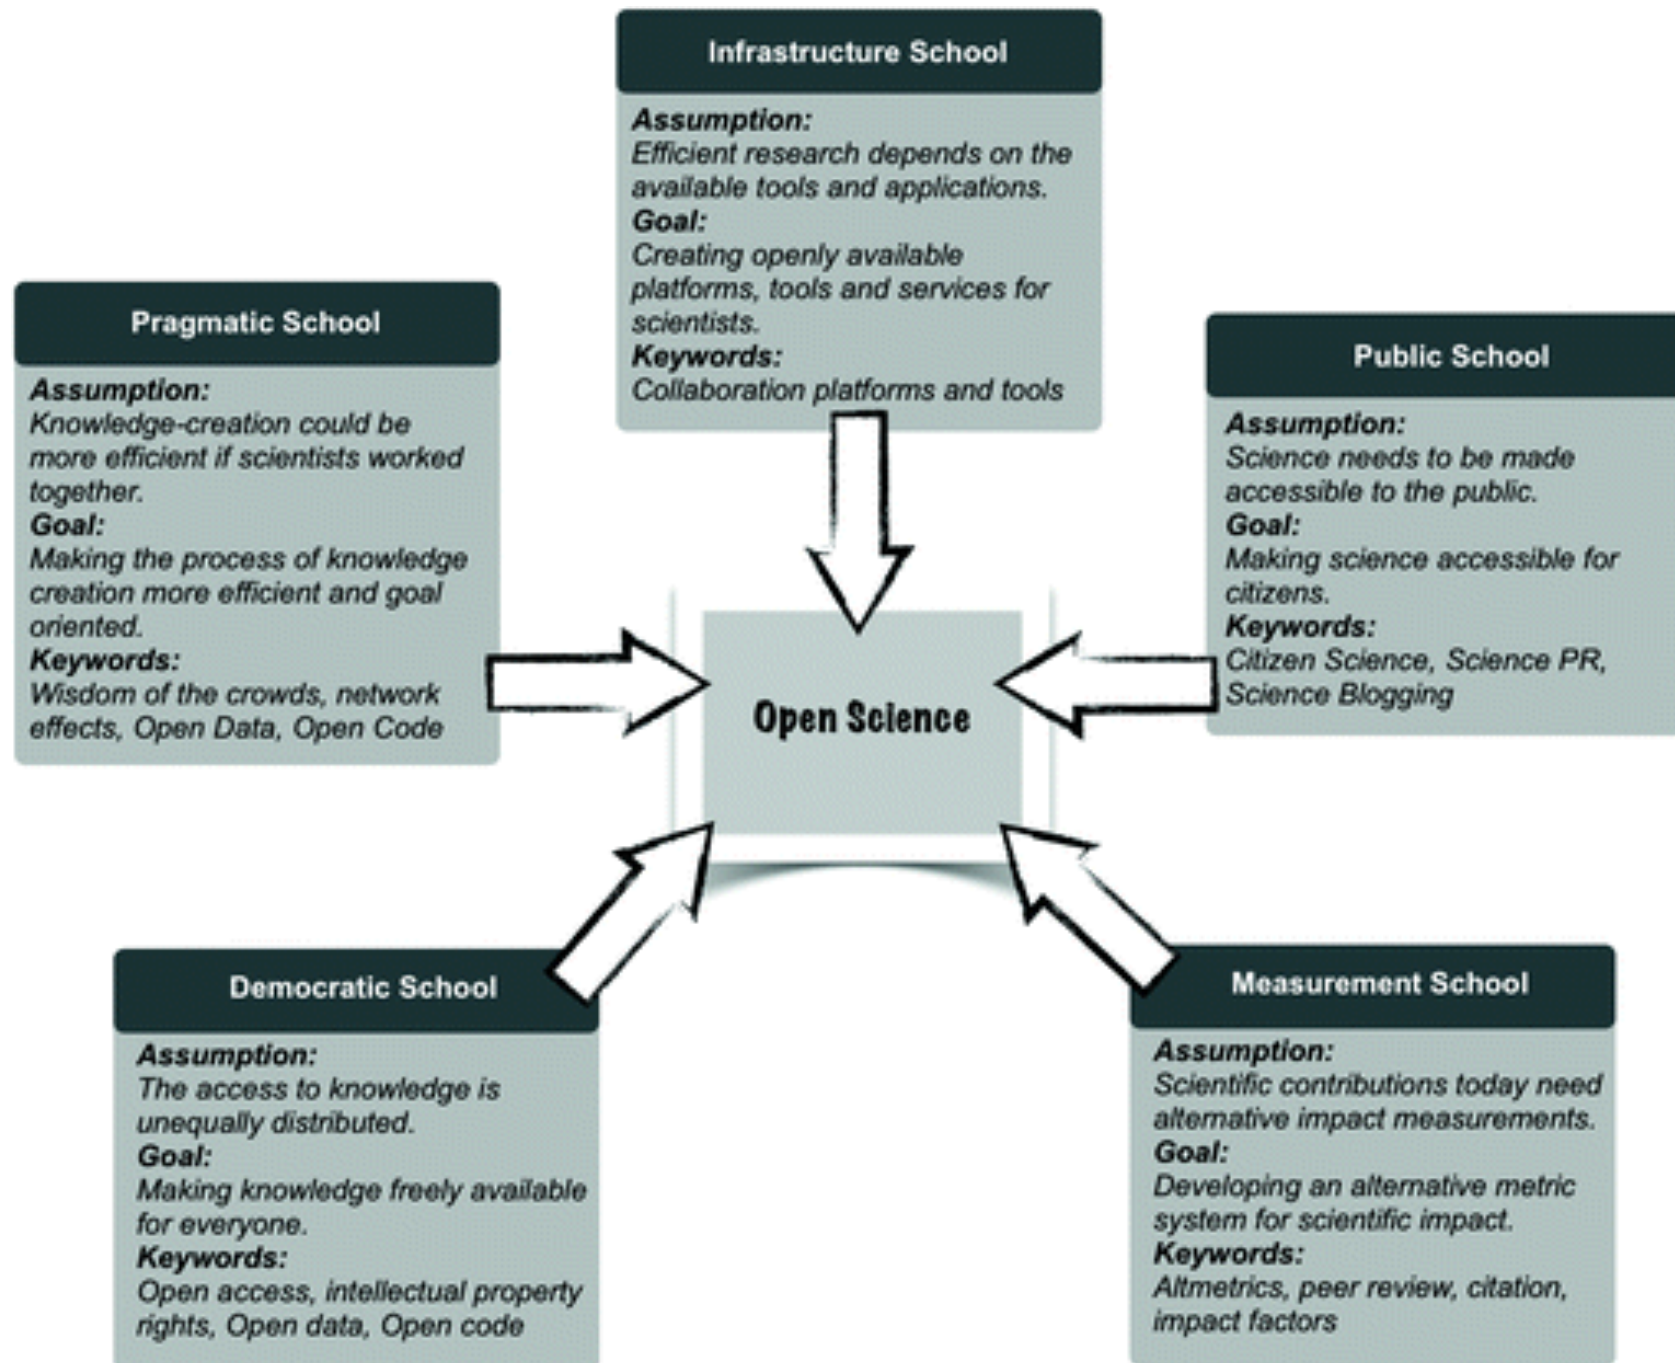 Infrastructure School
Assumption:
Efficient research depends on the
available tools and applications.
Goal:
Creating openly available
platforms, tools and services for
scientists.
Keywords:
Collaboration platforms and tools
Pragmatic School
Assumption:
Knowledge-creation could be
more efficient if scientists worked
together.
Goal:
Making the process of knowledge
creation more efficient and goal
oriented.
Keywords:
Wisdom of the crowds, network
effects, Open Data, Open Code
Public School
Assumption:
Science needs to be made
accessible to the public.
Goal:
Making science accessible for
citizens.
Keywords:
Citizen Science, Science PR,
Science Blogging
Open Science
Democratic School
Assumption:
The access to knowledge is
unequally distributed.
Goal:
Making knowledge freely available
for everyone.
Keywords:
Open access, intellectual property
rights, Open data, Open code
Measurement School
Assumption:
Scientific contributions today need
alternative impact measurements.
Goal:
Developing an alternative metric
system for scientific impact.
Keywords:
Altmetrics, peer review, citation,
impact factors